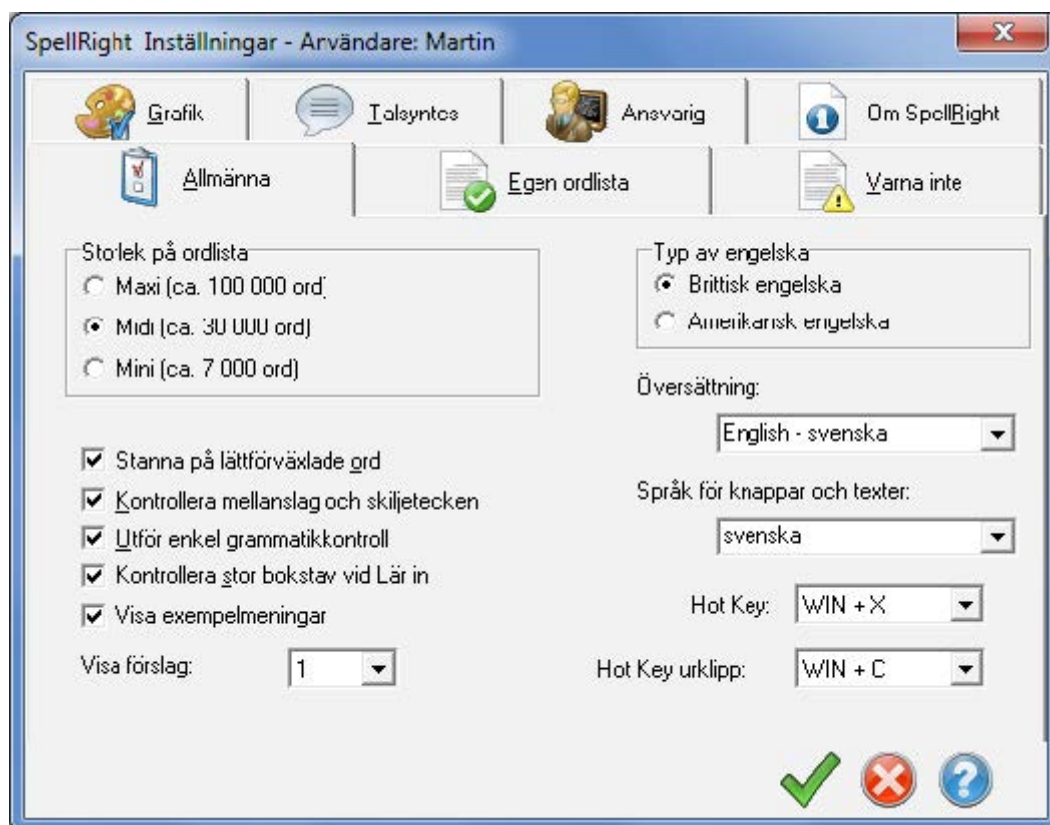 SpellRight Inställningar - Användare: Martin
Grafik
Talsyntes
Ansvarig
Om SpellRight
Allmänna
Egen ordlista
Varna inte
Storlek på ordlista
Maxi (ca. 100 000 ord)
Midi (ca. 30 000 ord)
Mini (ca. 7 000 ord)
Typ av engelska
Brittisk engelska
Amerikansk engelska
Översättning:
English - svenska
Stanna på lättförväxlade ord
Kontrollera mellanslag och skiljetecken
Utför enkel grammatikkontroll
Kontrollera stor bokstav vid Lär in
Visa exempelmeningar
Visa förslag: 1
Språk för knappar och texter:
svenska
Hot Key: WIN + X
Hot Key urklipp: WIN + C